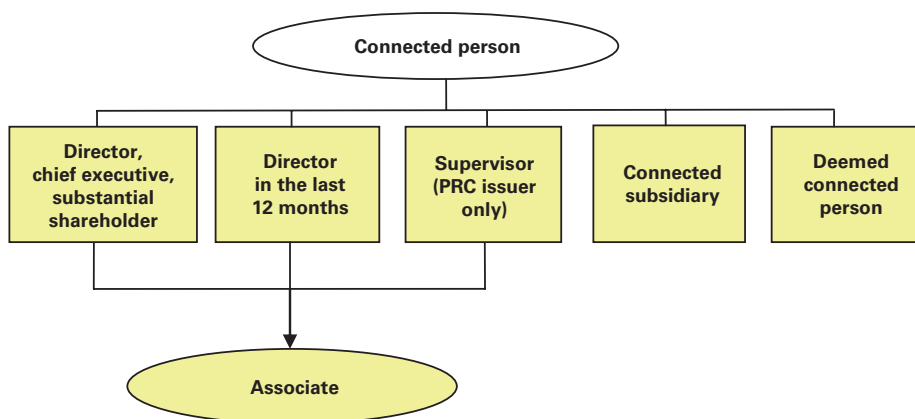 Connected person
Director,
chief executive,
substantial
shareholder
Director
in the last
12 months
Supervisor
(PRC issuer
only)
Connected
subsidiary
Deemed
connected
person
Associate